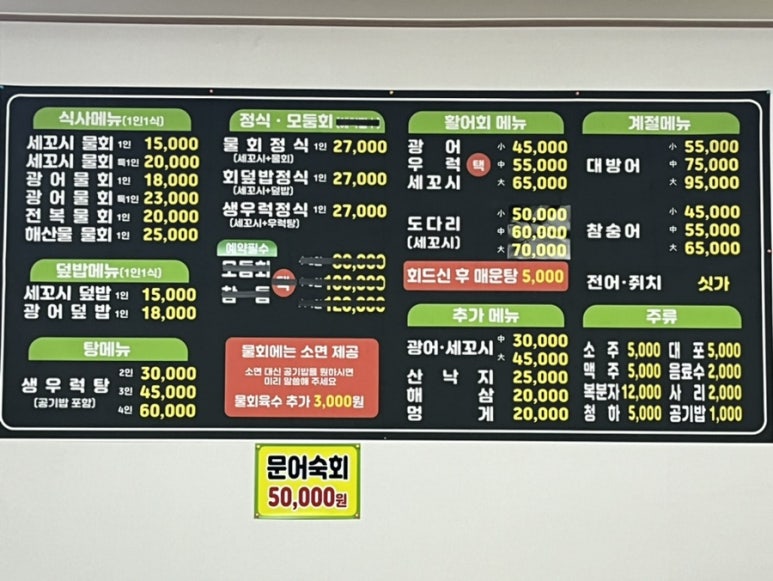 식사메뉴(1인1식)
세꼬시 물회 1인 15,000
세꼬시 물회 특1인 20,000
광어 물회 1인 18,000
광어 물회 특1인 23,000
전복 물회 1인 20,000
해산물 물회 1인 25,000
덮밥메뉴(1인1식)
세꼬시 덮밥 1인 15,000
광어 덮밥 1인 18,000
탕메뉴
생우럭탕 2인 30,000
(공기밥 포함) 3인 45,000
4인 60,000
정식 · 모둠회
물회정식 1인 27,000
(세꼬시+물회)
회덮밥정식 1인 27,000
(세꼬시+덮밥)
생우럭정식 1인 27,000
(세꼬시+우럭탕)
예약필수
모둠회
참돔
택
물회에는 소면 제공
소면 대신 공기밥을 원하시면
미리 말씀해 주세요
물회육수 추가 3,000원
활어회 메뉴
광어 小 45,000
우럭 택 中 55,000
세꼬시 大 65,000
도다리 小 50,000
(세꼬시) 中 60,000
大 70,000
회드신 후 매운탕 5,000
추가 메뉴
광어·세꼬시 中 30,000
大 45,000
산낙지 25,000
해삼 20,000
멍게 20,000
계절메뉴
小 55,000
대방어 中 75,000
大 95,000
小 45,000
참숭어 中 55,000
大 65,000
전어·쥐치 싯가
주류
소주 5,000 대포 5,000
맥주 5,000 음료수 2,000
복분자 12,000 사리 2,000
청하 5,000 공기밥 1,000
문어숙회
50,000원